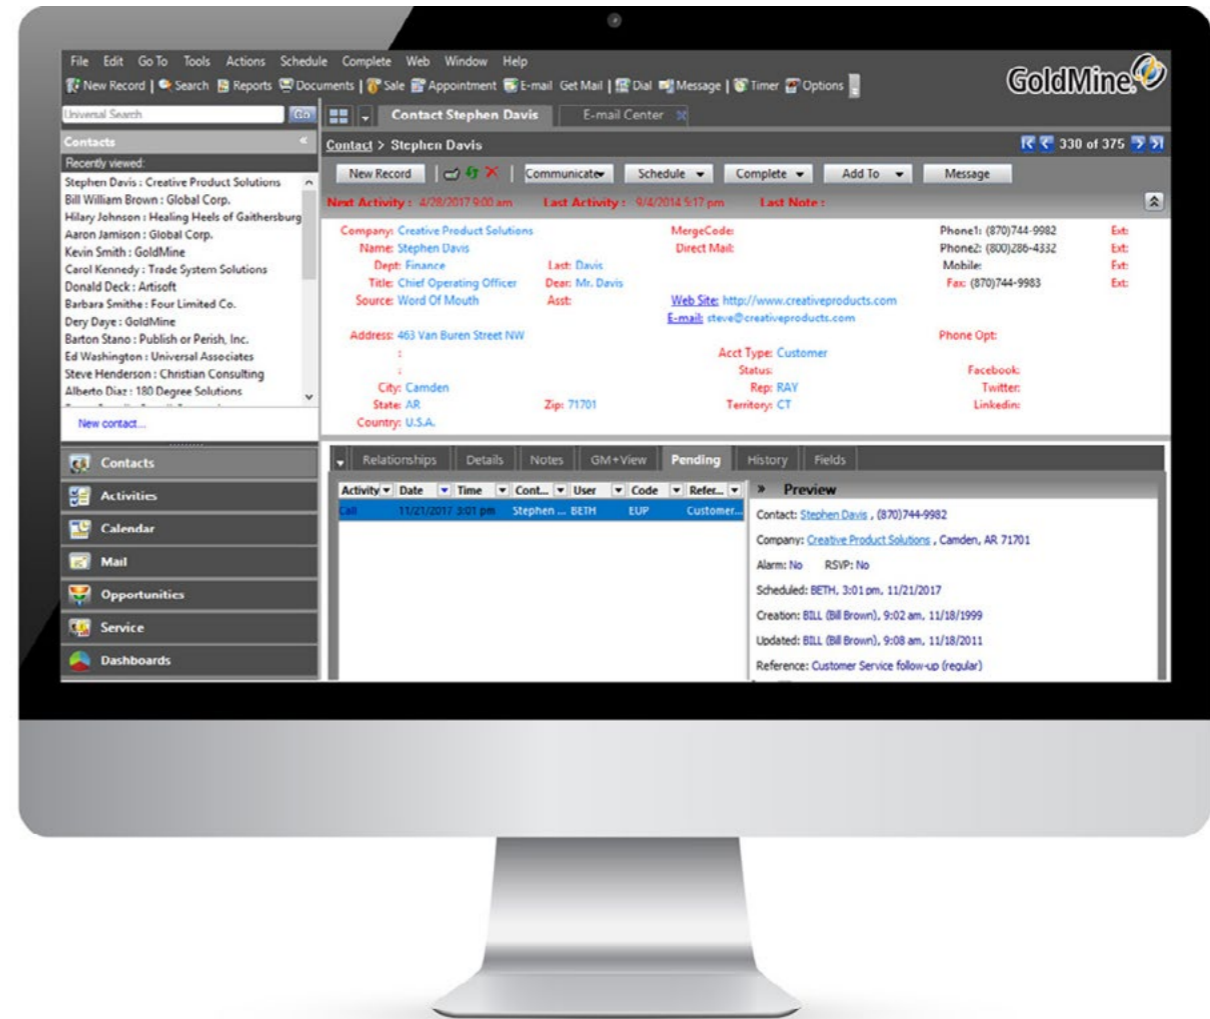 File Edit Go To Tools Actions Schedule Complete Web Window Help
New Record | Search Reports Documents | Sale Appointment E-mail Get Mail | Dial Message | Timer Options
GoldMine
Universal Search Go
Contact Stephen Davis E-mail Center
Contacts «
Contact > Stephen Davis 330 of 375
Recently viewed:
Stephen Davis : Creative Product Solutions
Bill William Brown : Global Corp.
Hilary Johnson : Healing Heels of Gaithersburg
Aaron Jamison : Global Corp.
Kevin Smith : GoldMine
Carol Kennedy : Trade System Solutions
Donald Deck : Artisoft
Barbara Smithe : Four Limited Co.
Dery Daye : GoldMine
Barton Stano : Publish or Perish, Inc.
Ed Washington : Universal Associates
Steve Henderson : Christian Consulting
Alberto Diaz : 180 Degree Solutions
New contact...
Contacts
Activities
Calendar
Mail
Opportunities
Service
Dashboards
New Record | Communicate Schedule Complete Add To Message
Next Activity : 4/28/2017 9:00 am Last Activity : 9/4/2014 5:17 pm Last Note :
Company: Creative Product Solutions MergeCode: Phone1: (870)744-9982 Ext:
Name: Stephen Davis Direct Mail: Phone2: (800)286-4332 Ext:
Dept: Finance Last: Davis Mobile: Ext:
Title: Chief Operating Officer Dear: Mr. Davis Fax: (870)744-9983 Ext:
Source: Word Of Mouth Asst: Web Site: http://www.creativeproducts.com
E-mail: steve@creativeproducts.com
Address: 463 Van Buren Street NW Phone Opt:
: Acct Type: Customer
: Status: Facebook:
City: Camden Rep: RAY Twitter:
State: AR Zip: 71701 Territory: CT Linkedin:
Country: U.S.A.
Relationships Details Notes GM+View Pending History Fields
Activity Date Time Cont... User Code Refer...
Call 11/21/2017 3:01 pm Stephen ... BETH EUP Customer...
» Preview
Contact: Stephen Davis , (870)744-9982
Company: Creative Product Solutions , Camden, AR 71701
Alarm: No RSVP: No
Scheduled: BETH, 3:01 pm, 11/21/2017
Creation: BILL (Bill Brown), 9:02 am, 11/18/1999
Updated: BILL (Bill Brown), 9:08 am, 11/18/2011
Reference: Customer Service follow-up (regular)